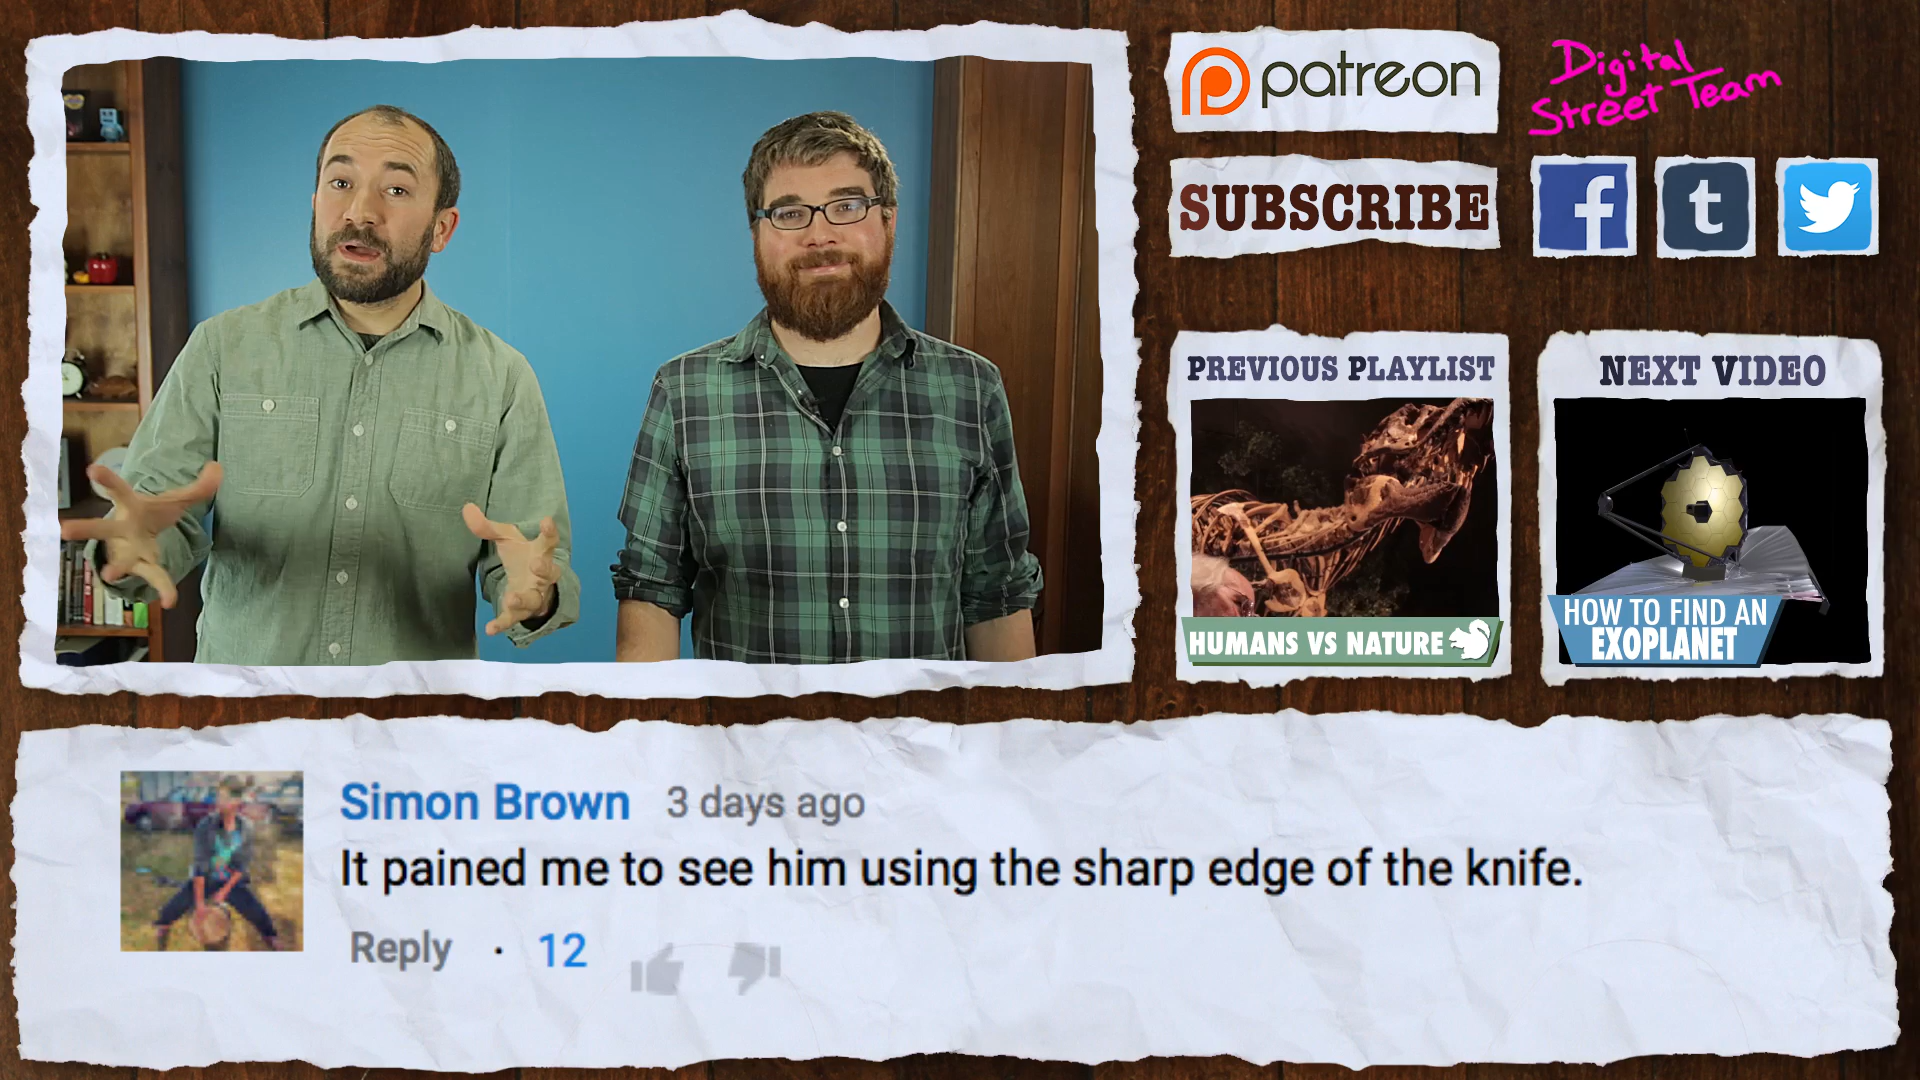 patreon
Digital
Street Team
SUBSCRIBE
f
t
PREVIOUS PLAYLIST
NEXT VIDEO
HUMANS VS NATURE
HOW TO FIND AN
EXOPLANET
Simon Brown 3 days ago
It pained me to see him using the sharp edge of the knife.
Reply · 12